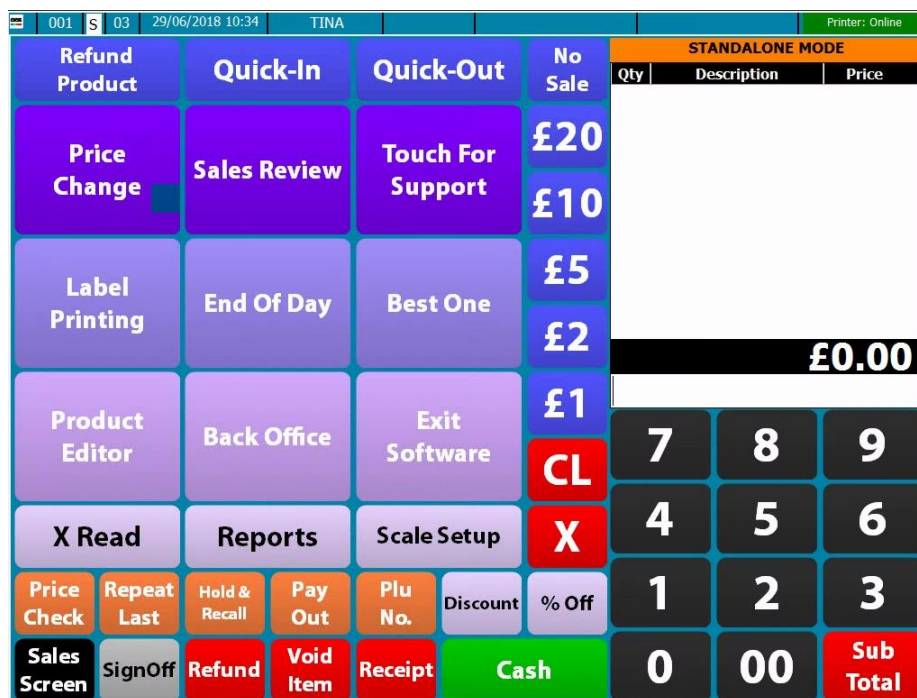 001 S 03 29/06/2018 10:34 TINA Printer: Online
Refund
Product
Quick-In
Quick-Out
No
Sale
Price
Change
Sales Review
Touch For
Support
£20
£10
Label
Printing
End Of Day
Best One
£5
£2
Product
Editor
Back Office
Exit
Software
£1
CL
X Read
Reports
Scale Setup
X
Price
Check
Repeat
Last
Hold &
Recall
Pay
Out
Plu
No.
Discount
% Off
Sales
Screen
SignOff
Refund
Void
Item
Receipt
Cash
STANDALONE MODE
Qty Description Price
£0.00
7 8 9
4 5 6
1 2 3
0 00
Sub
Total